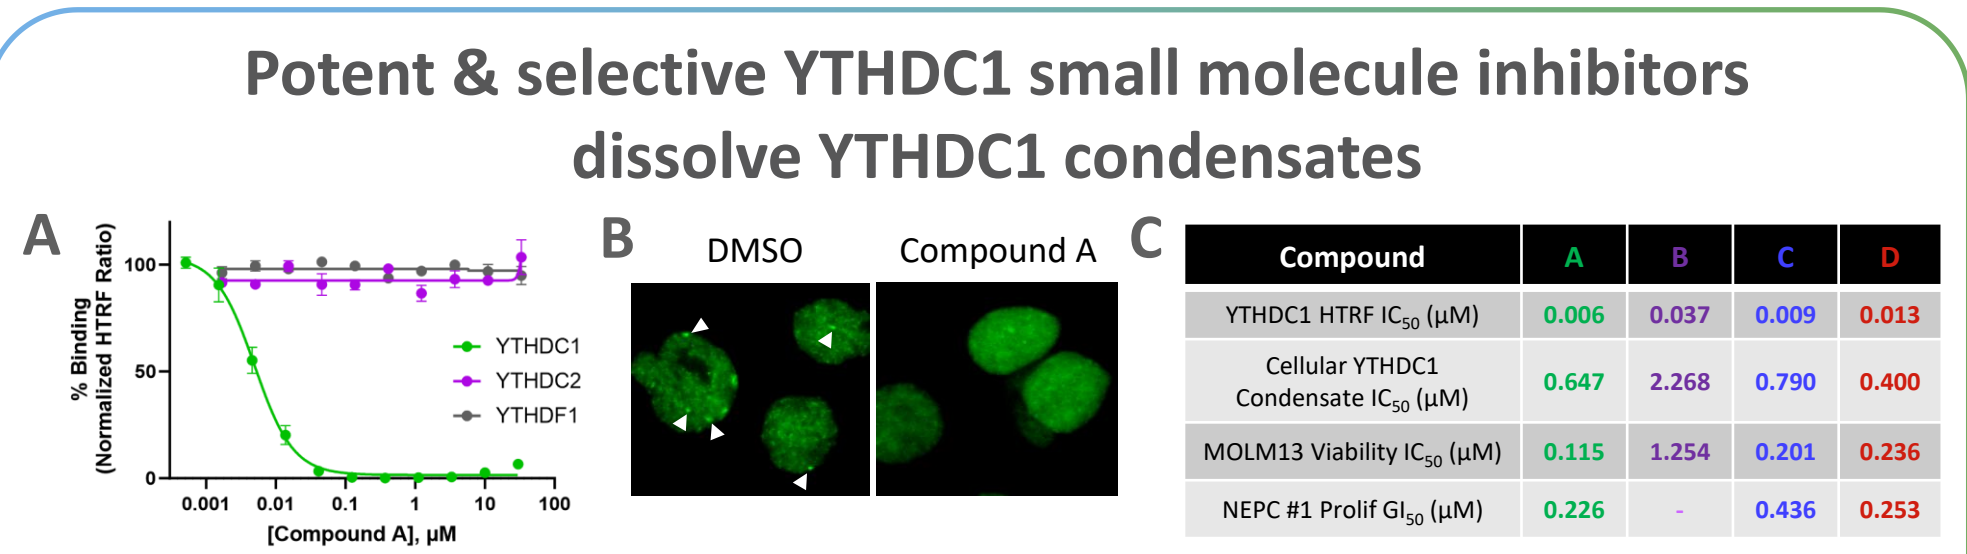 Potent & selective YTHDC1 small molecule inhibitors
dissolve YTHDC1 condensates
A
% Binding
(Normalized HTRF Ratio)
100
50
0
0.001 0.01 0.1 1 10 100
[Compound A], µM
YTHDC1
YTHDC2
YTHDF1
B
DMSO
Compound A
C
Compound A B C D
YTHDC1 HTRF IC50 (µM) 0.006 0.037 0.009 0.013
Cellular YTHDC1
Condensate IC50 (µM) 0.647 2.268 0.790 0.400
MOLM13 Viability IC50 (µM) 0.115 1.254 0.201 0.236
NEPC #1 Prolif GI50 (µM) 0.226 - 0.436 0.253